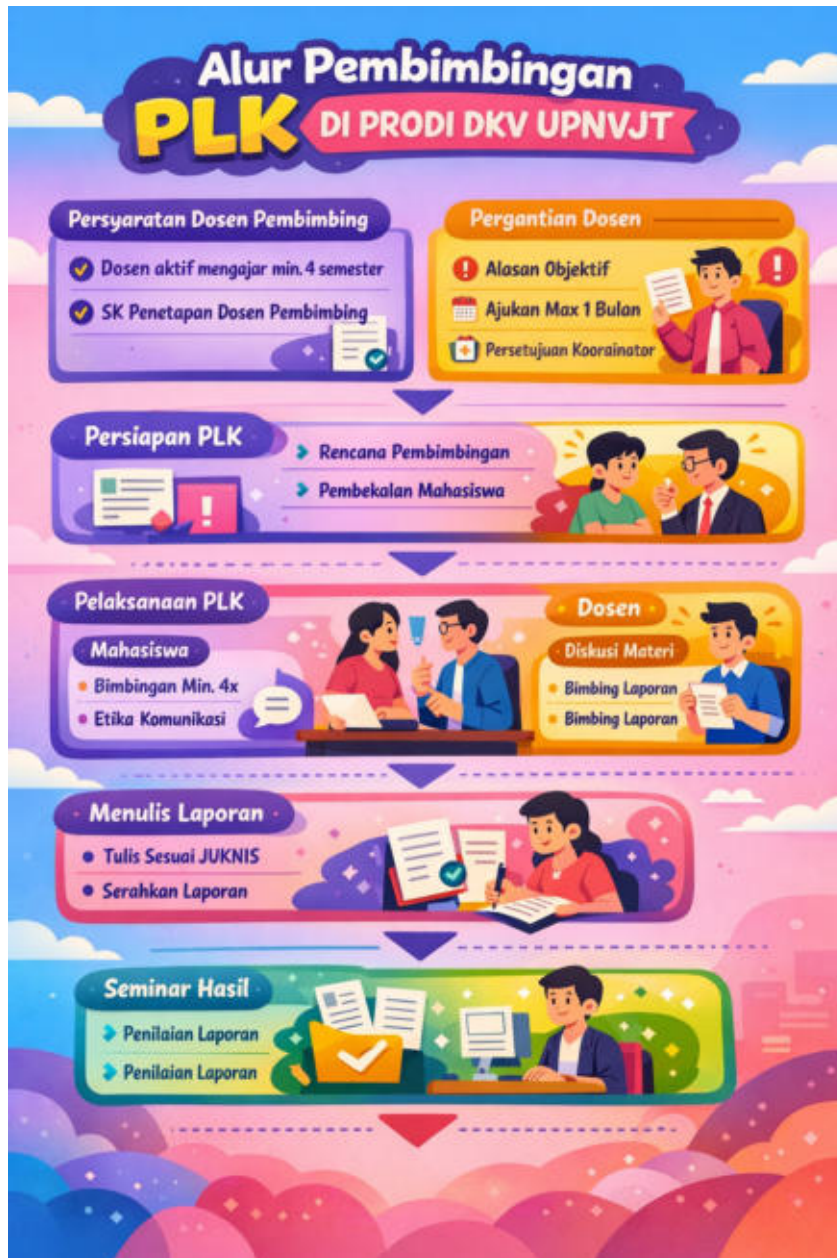 Alur Pembimbingan
PLK DI PRODI DKV UPNVJT
Persyaratan Dosen Pembimbing
Dosen aktif mengajar min. 4 semester
SK Penetapan Dosen Pembimbing
Pergantian Dosen
Alasan Objektif
Ajukan Max 1 Bulan
Persetujuan Koorainator
Persiapan PLK
Rencana Pembimbingan
Pembekalan Mahasiswa
Pelaksanaan PLK
Mahasiswa
Bimbingan Min. 4x
Etika Komunikasi
Dosen
Diskusi Materi
Bimbing Laporan
Bimbing Laporan
Menulis Laporan
Tulis Sesuai JUKNIS
Serahkan Laporan
Seminar Hasil
Penilaian Laporan
Penilaian Laporan